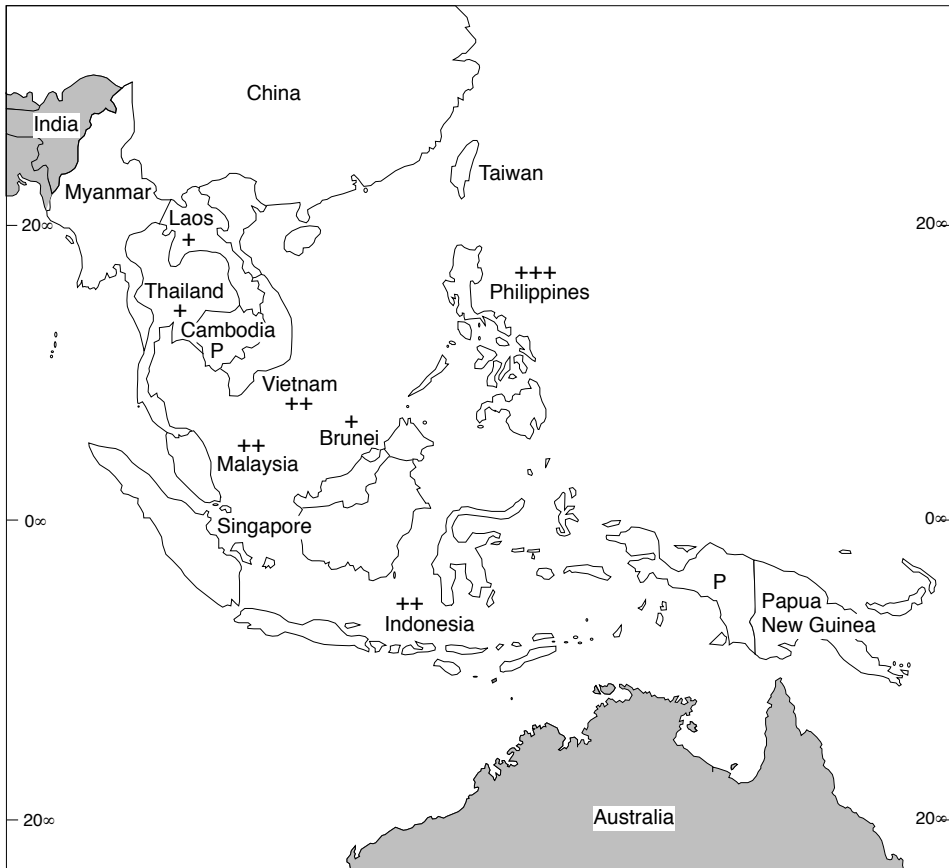 China
India
Taiwan
Myanmar
Laos
20∞
20∞
+
+++
Philippines
Thailand
+
Cambodia
P
Vietnam
++
+
Brunei
++
Malaysia
0∞
0∞
Singapore
P
Papua
New Guinea
++
Indonesia
20∞
20∞
Australia